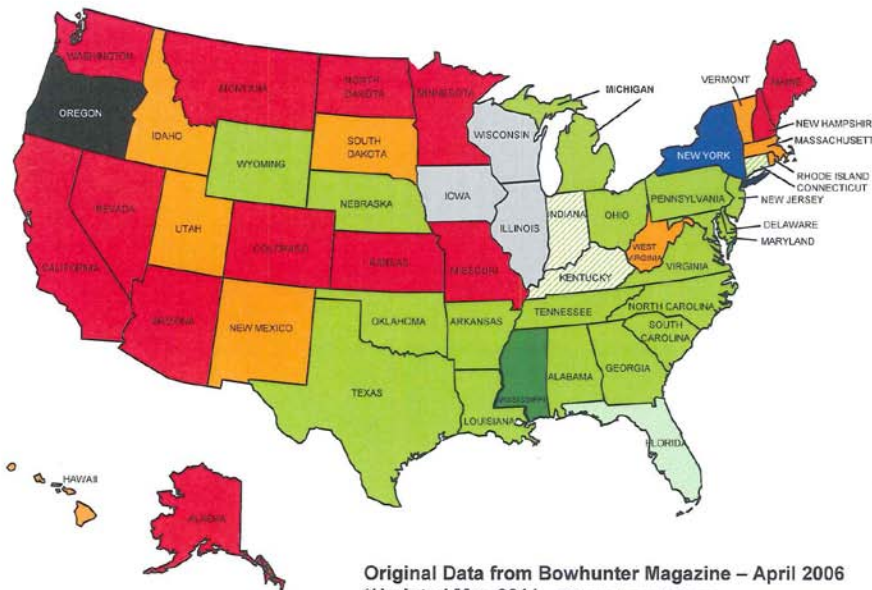 WASHINGTON
MONTANA
NORTH
DAKOTA
MINNESOTA
MAINE
VERMONT
MICHIGAN
OREGON
IDAHO
WISCONSIN
NEW HAMPSHIR
SOUTH
DAKOTA
MASSACHUSETT
NEW YORK
WYOMING
RHODE ISLAND
CONNECTICUT
IOWA
PENNSYLVANIA
NEW JERSEY
NEBRASKA
NEVADA
ILLINOIS
INDIANA
OHIO
DELAWARE
UTAH
COLORADO
WEST
VIRGINIA
MARYLAND
CALIFORNIA
KANSAS
MISSOURI
KENTUCKY
VIRGINIA
NORTH CAROLINA
TENNESSEE
ARIZONA
NEW MEXICO
OKLAHOMA
ARKANSAS
SOUTH
CAROLINA
MISSISSIPPI
ALABAMA
GEORGIA
TEXAS
LOUISIANA
FLORIDA
HAWAII
ALASKA
Original Data from Bowhunter Magazine – April 2006